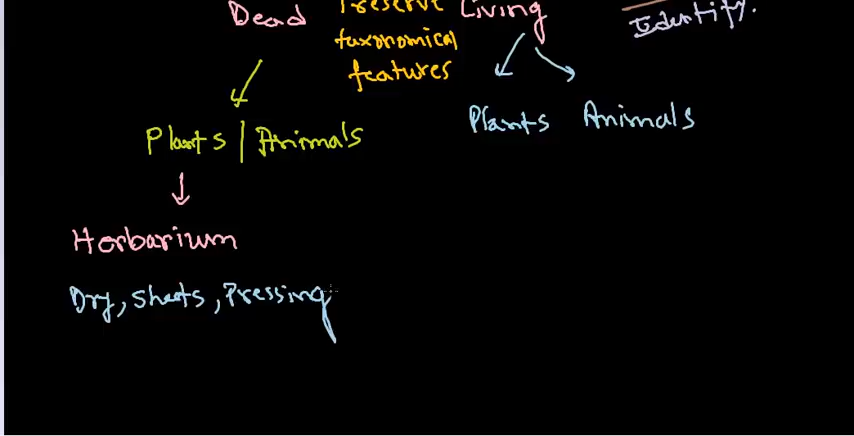 Dead Preserve Living
taxonomical
features
Identify.
Plants | Animals
Plants Animals
Herbarium
Dry, Sheets, Pressing